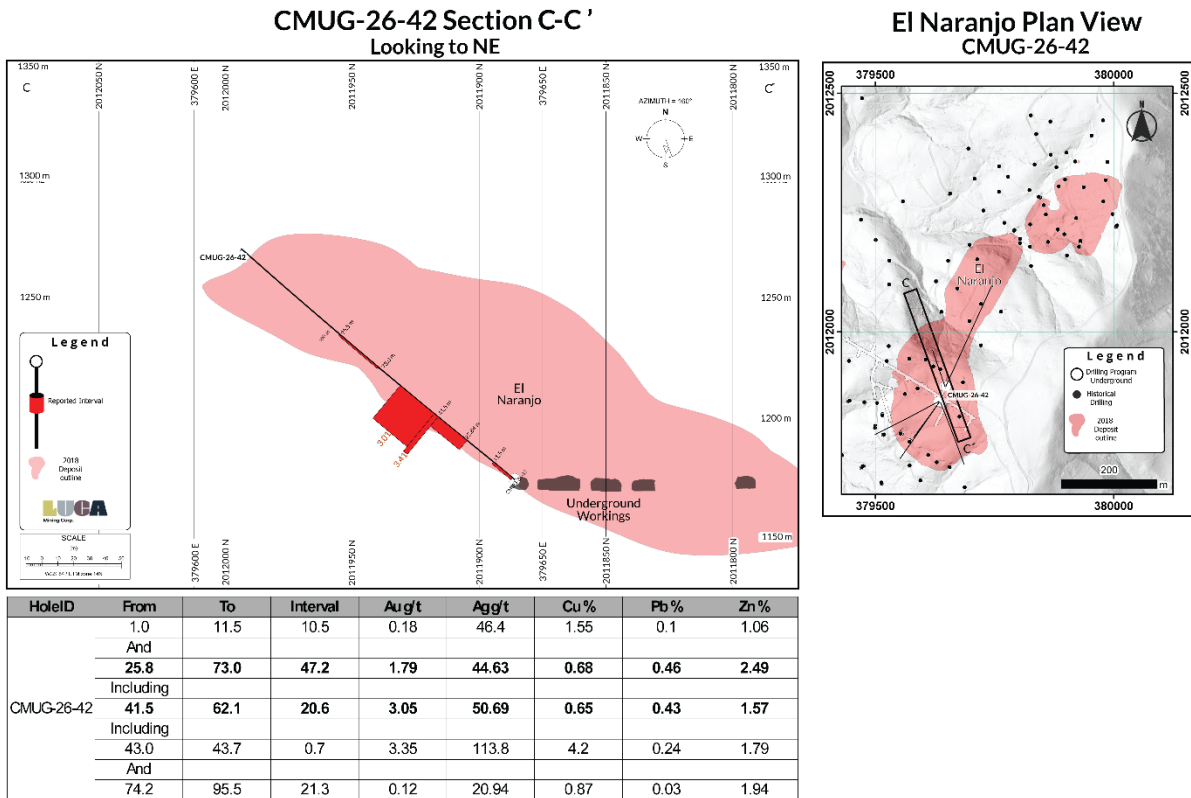 CMUG-26-42 Section C-C '
Looking to NE
1350 m
1350 m
C
C'
2012050 N
379600 E
2012000 N
2011950 N
2011900 N
379650 E
2011850 N
2011800 N
AZIMUTH = 160°
N
W
E
S
1300 m
1300 m
CMUG-26-42
1250 m
1250 m
El
Naranjo
1200 m
3.01
3.41
Underground
Workings
1150 m
379600 E
2012000 N
2011950 N
2011900 N
379650 E
2011850 N
2011800 N
Legend
Reported Interval
2018
Deposit
outline
LUCA
Mining Corp.
SCALE
El Naranjo Plan View
CMUG-26-42
379500
380000
2012500
2012500
N
El
Naranjo
C
2012000
2012000
CMUG-26-42
C'
Legend
Drilling Program
Underground
Historical
Drilling
2018
Deposit
outline
200
m
379500
380000
HoleID From To Interval Au g/t Ag g/t Cu % Pb % Zn %
1.0 11.5 10.5 0.18 46.4 1.55 0.1 1.06
And
25.8 73.0 47.2 1.79 44.63 0.68 0.46 2.49
Including
CMUG-26-42 41.5 62.1 20.6 3.05 50.69 0.65 0.43 1.57
Including
43.0 43.7 0.7 3.35 113.8 4.2 0.24 1.79
And
74.2 95.5 21.3 0.12 20.94 0.87 0.03 1.94